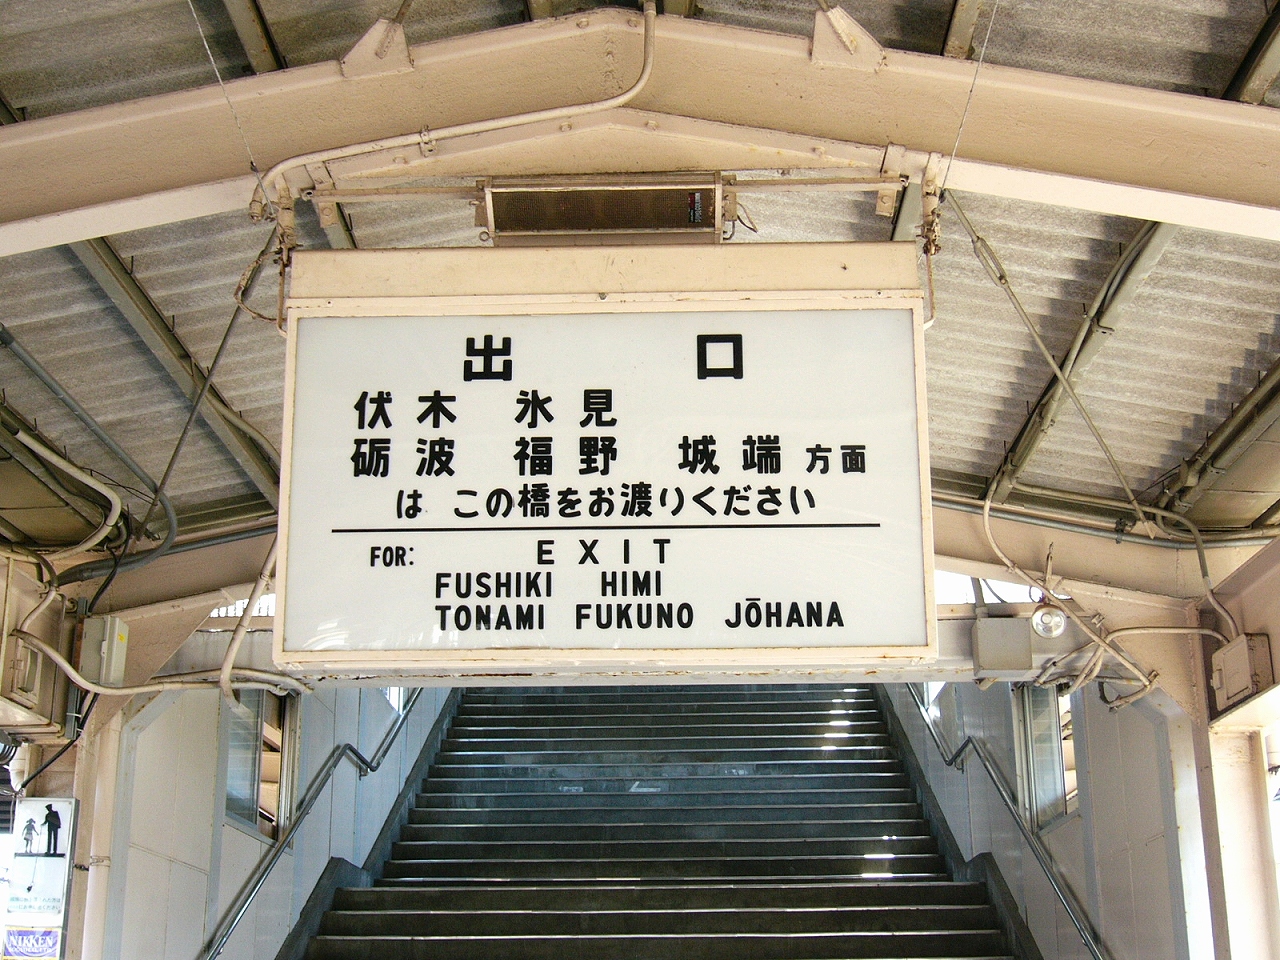 出口
伏木 氷見
砺波 福野 城端 方面
は この橋をお渡りください
FOR: EXIT
FUSHIKI HIMI
TONAMI FUKUNO JŌHANA
NIKKEN